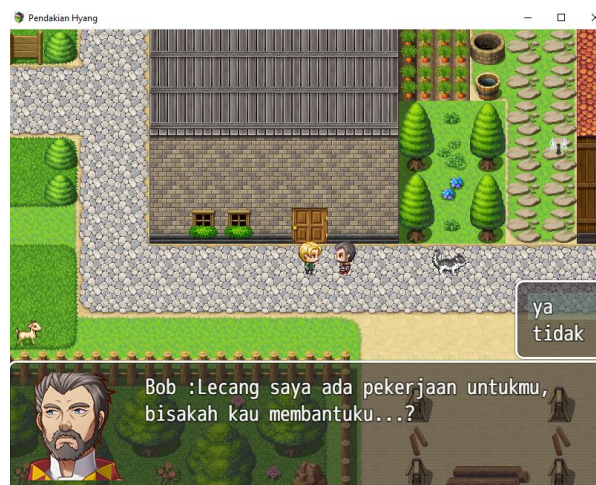 Pendakian Hyang
ya
tidak
Bob :Lecang saya ada pekerjaan untukmu,
bisakah kau membantuku...?